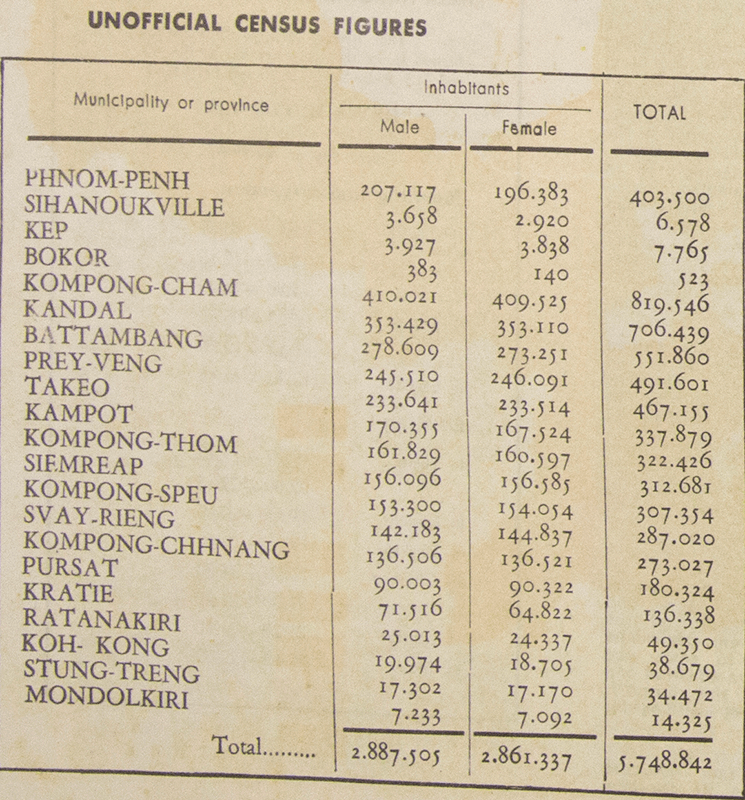 UNOFFICIAL CENSUS FIGURES
Municipality or province Inhabitants TOTAL
Male Female
PHNOM-PENH 207.117 196.383 403.500
SIHANOUKVILLE 3.658 2.920 6.578
KEP 3.927 3.838 7.765
BOKOR 383 140 523
KOMPONG-CHAM 410.021 409.525 819.546
KANDAL 353.429 353.110 706.439
BATTAMBANG 278.609 273.251 551.860
PREY-VENG 245.510 246.091 491.601
TAKEO 233.641 233.514 467.155
KAMPOT 170.355 167.524 337.879
KOMPONG-THOM 161.829 160.597 322.426
SIEMREAP 156.096 156.585 312.681
KOMPONG-SPEU 153.300 154.054 307.354
SVAY-RIENG 142.183 144.837 287.020
KOMPONG-CHHNANG 136.506 136.521 273.027
PURSAT 90.003 90.322 180.324
KRATIE 71.516 64.822 136.338
RATANAKIRI 25.013 24.337 49.350
KOH- KONG 19.974 18.705 38.679
STUNG-TRENG 17.302 17.170 34.472
MONDOLKIRI 7.233 7.092 14.325
Total......... 2.887.505 2.861.337 5.748.842